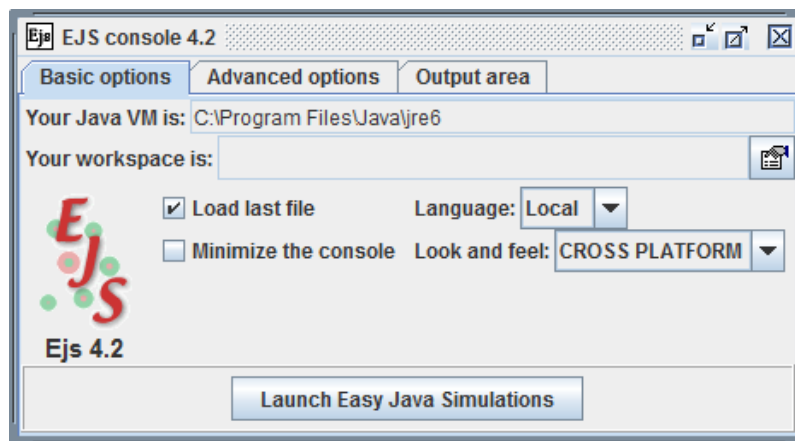 Ejs EJS console 4.2
Basic options Advanced options Output area
Your Java VM is: C:\Program Files\Java\jre6
Your workspace is:
Load last file Language: Local
Minimize the console Look and feel: CROSS PLATFORM
EJS
Ejs 4.2
Launch Easy Java Simulations